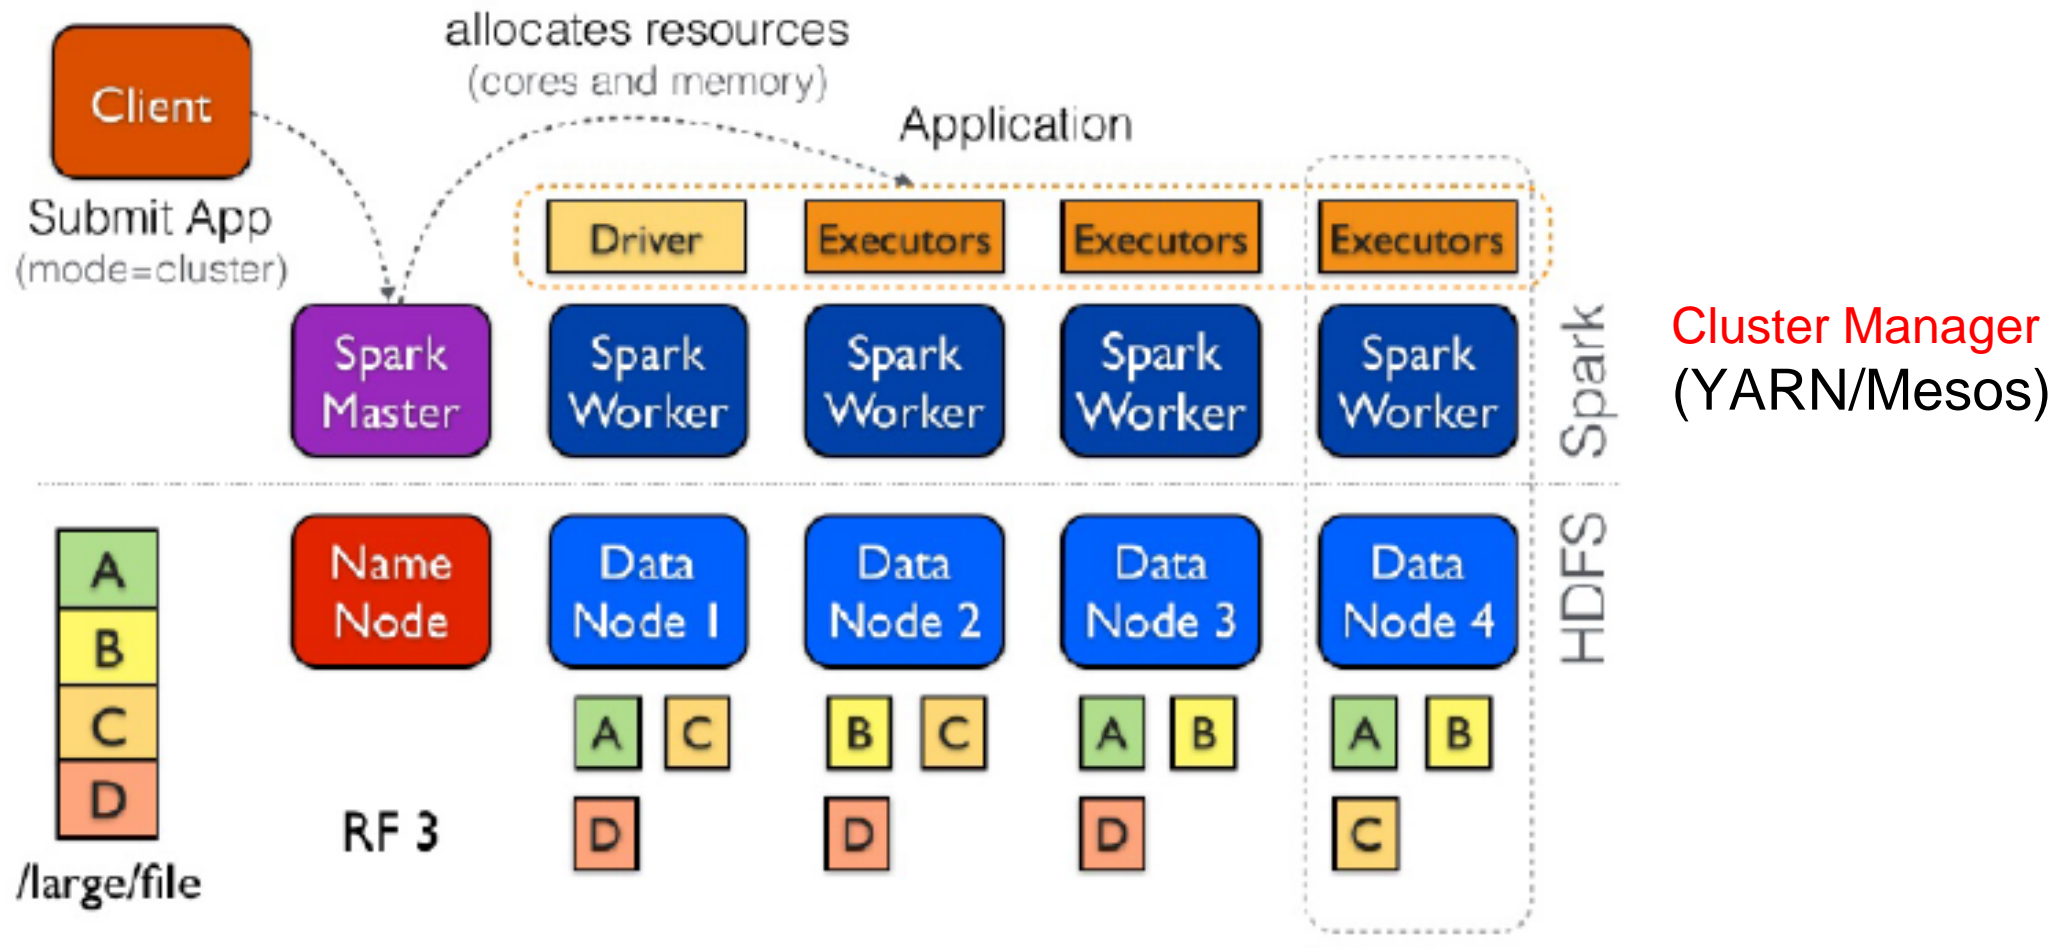 allocates resources
(cores and memory)
Client
Application
Submit App
(mode=cluster)
Driver
Executors
Executors
Executors
Spark
Master
Spark
Worker
Spark
Worker
Spark
Worker
Spark
Worker
Spark
Cluster Manager
(YARN/Mesos)
A
B
C
D
/large/file
Name
Node
Data
Node 1
Data
Node 2
Data
Node 3
Data
Node 4
HDFS
RF 3
A C
D
B C
D
A B
D
A B
C